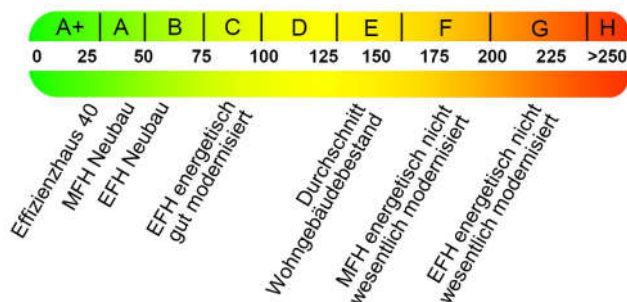 A+ A B C D E F G H
0 25 50 75 100 125 150 175 200 225 >250
Effizienzhaus 40
MFH Neubau
EFH Neubau
EFH energetisch
gut modernisiert
Durchschnitt
Wohngebäudebestand
MFH energetisch nicht
wesentlich modernisiert
EFH energetisch nicht
wesentlich modernisiert